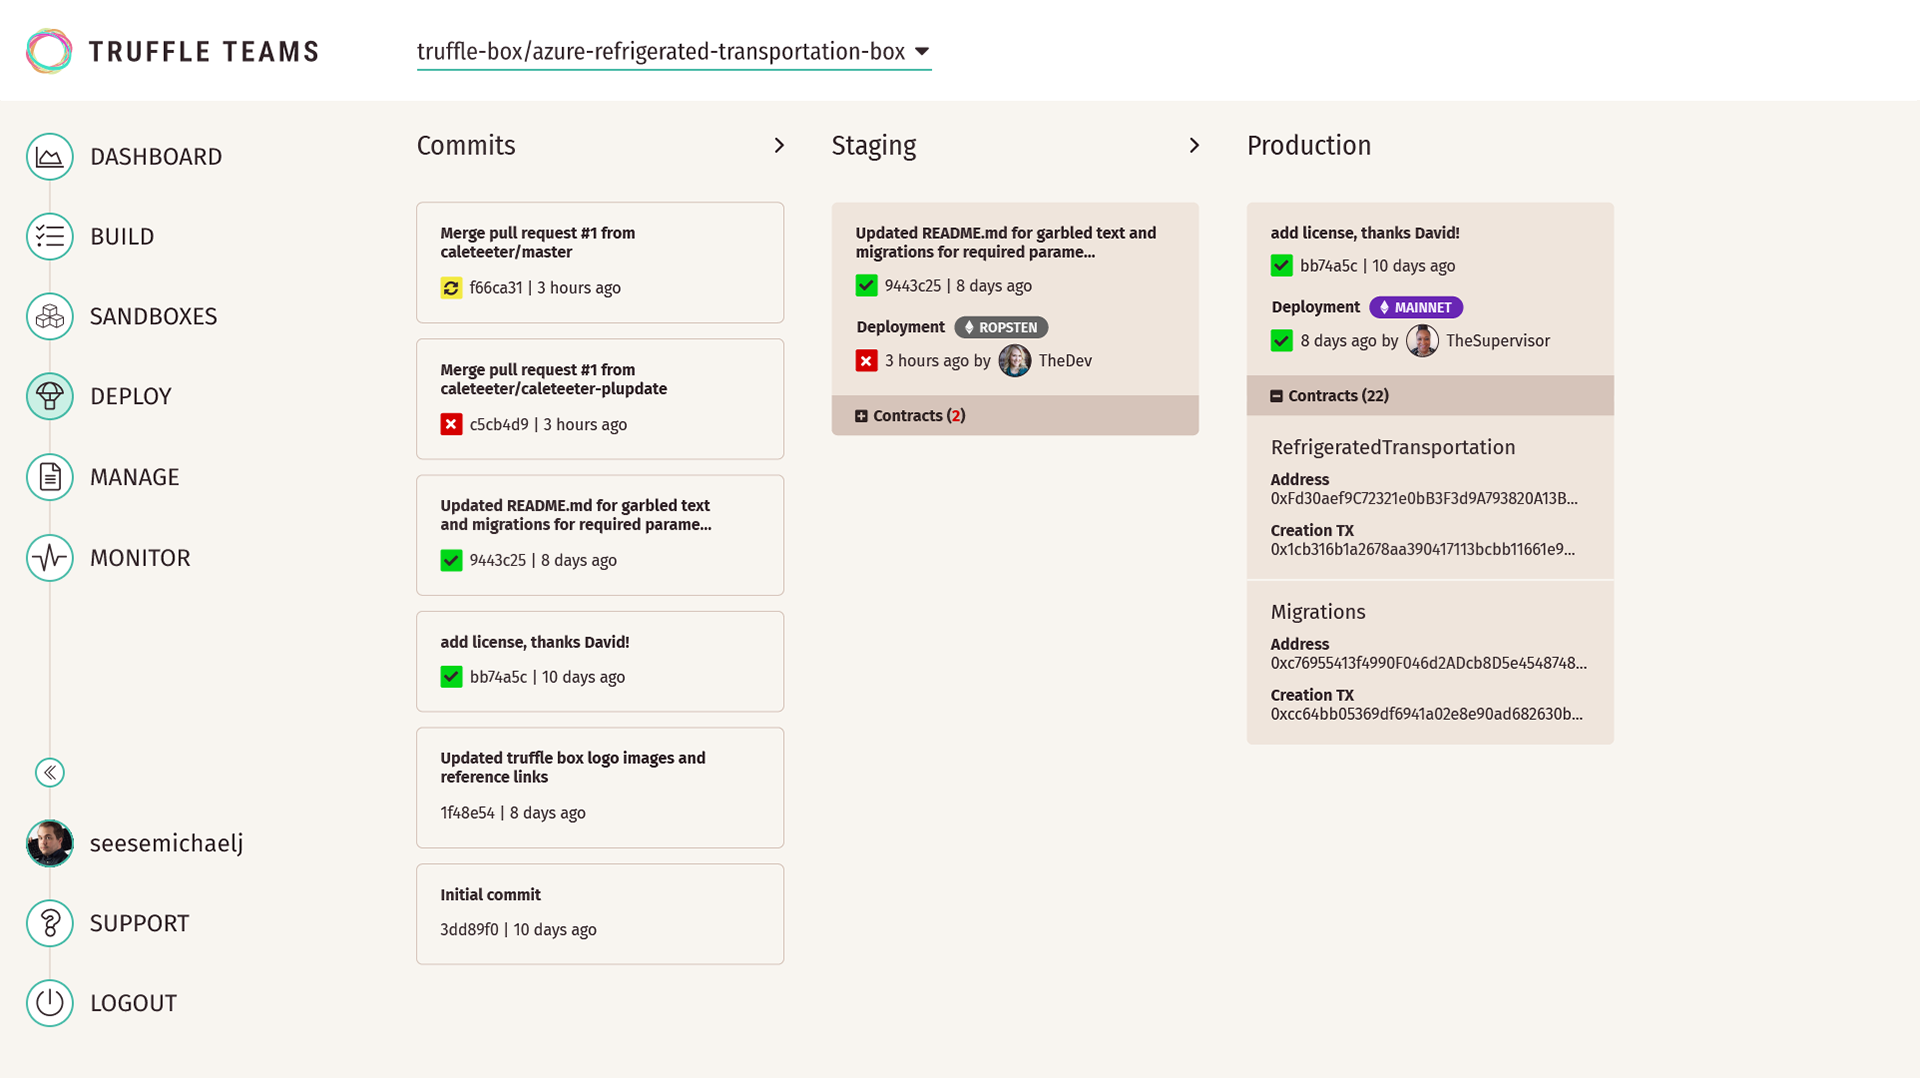 TRUFFLE TEAMS
truffle-box/azure-refrigerated-transportation-box
DASHBOARD
BUILD
SANDBOXES
DEPLOY
MANAGE
MONITOR
seesemichaelj
SUPPORT
LOGOUT
Commits
Merge pull request #1 from
caleteeter/master
f66ca31 | 3 hours ago
Merge pull request #1 from
caleteeter/caleteeter-plupdate
c5cb4d9 | 3 hours ago
Updated README.md for garbled text
and migrations for required parame...
9443c25 | 8 days ago
add license, thanks David!
bb74a5c | 10 days ago
Updated truffle box logo images and
reference links
1f48e54 | 8 days ago
Initial commit
3dd89f0 | 10 days ago
Staging
Updated README.md for garbled text and
migrations for required parame...
9443c25 | 8 days ago
Deployment ROPSTEN
3 hours ago by TheDev
Contracts (2)
Production
add license, thanks David!
bb74a5c | 10 days ago
Deployment MAINNET
8 days ago by TheSupervisor
Contracts (22)
RefrigeratedTransportation
Address
0xFd30aef9C72321e0bB3F3d9A793820A13B...
Creation TX
0x1cb316b1a2678aa390417113bcbb11661e9...
Migrations
Address
0xc76955413f4990F046d2ADcb8D5e4548748...
Creation TX
0xcc64bb05369df6941a02e8e90ad682630b...